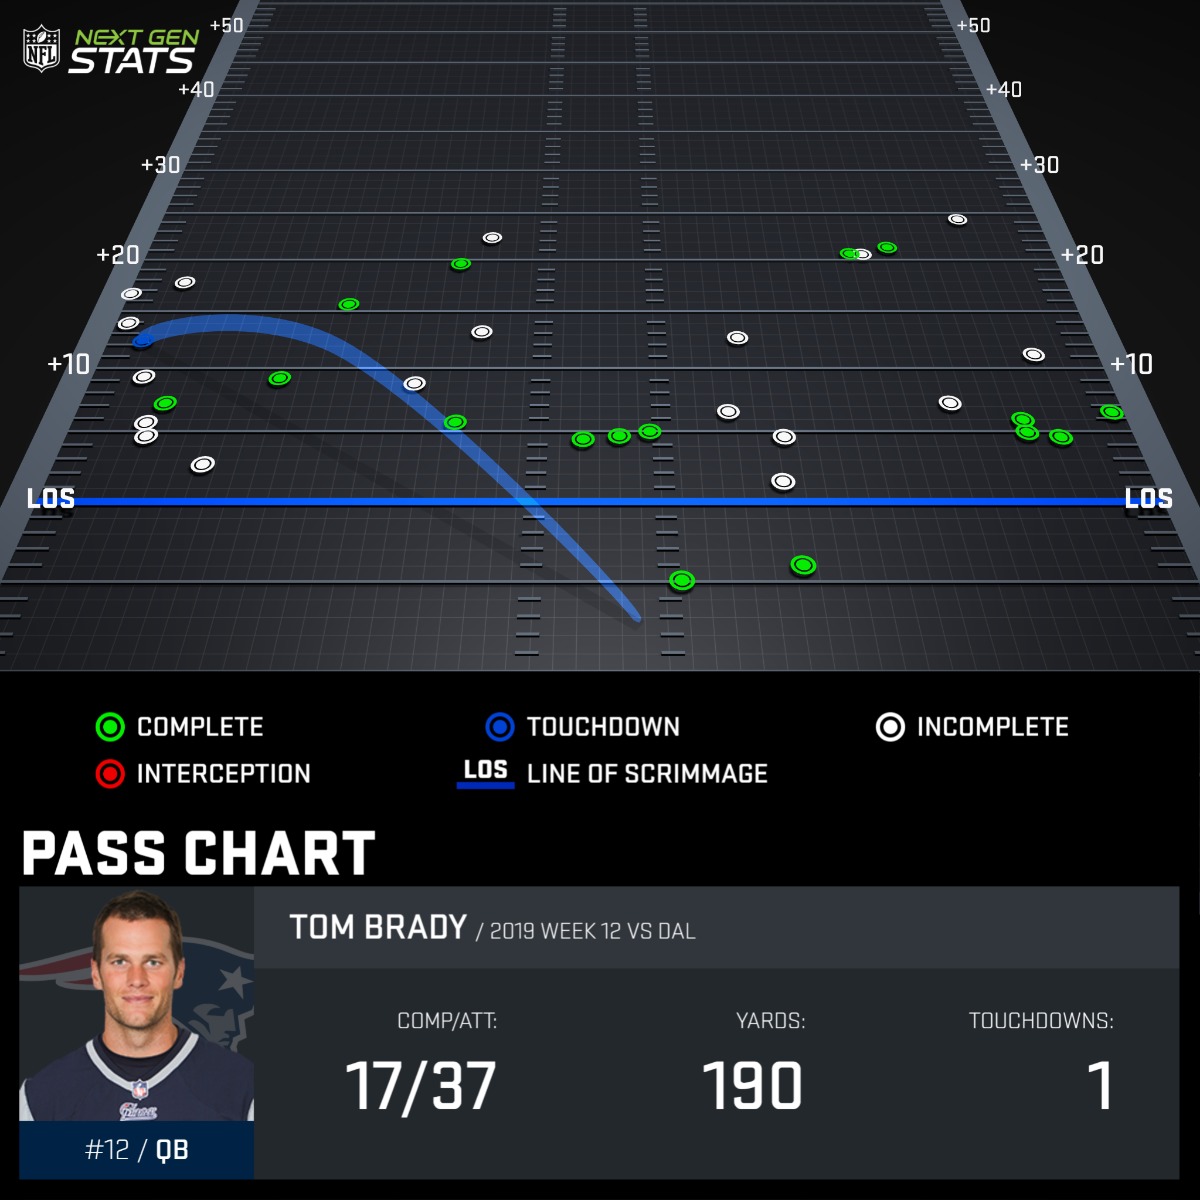 +50 +50
NFL NEXT GEN
STATS
+40 +40
+30 +30
+20 +20
+10 +10
LOS LOS
COMPLETE TOUCHDOWN INCOMPLETE
INTERCEPTION LOS LINE OF SCRIMMAGE
PASS CHART
TOM BRADY / 2019 WEEK 12 VS DAL
COMP/ATT: YARDS: TOUCHDOWNS:
17/37 190 1
Patriots
#12 / QB